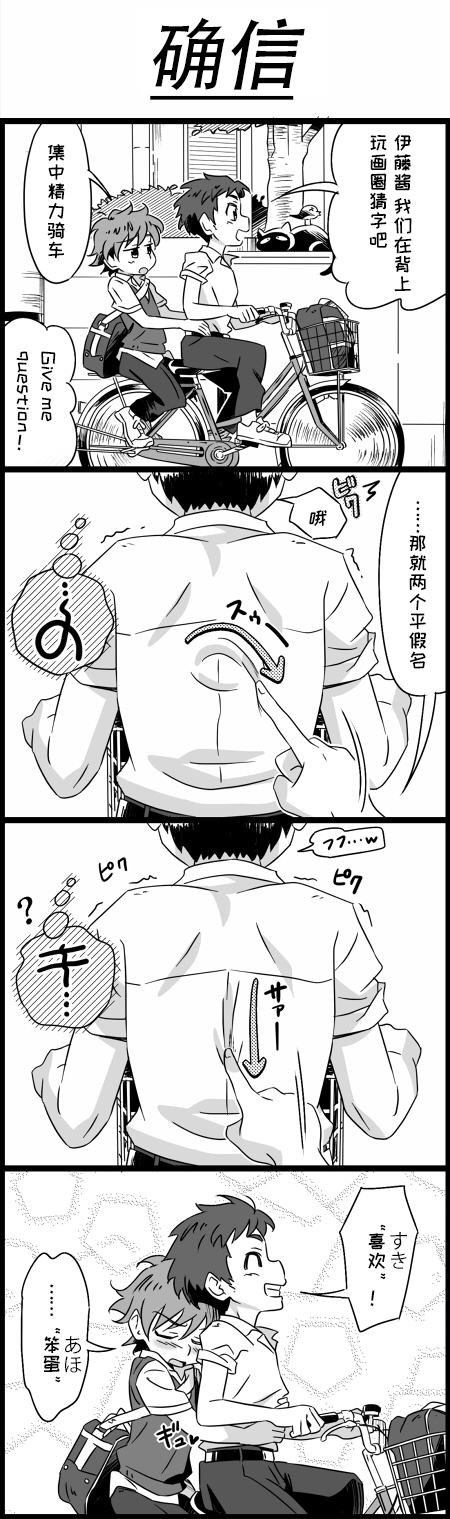 确信
伊藤酱 我们在背上
玩画圈猜字吧
集中精力骑车
Give me
question—.
……那就两个平假名
ビク
哦
…〜の
スゥー
フフ…w
ピク
ピク
?
キ…
サァー
すき
“喜欢”!
……
あほ
“笨蛋”
ギュ